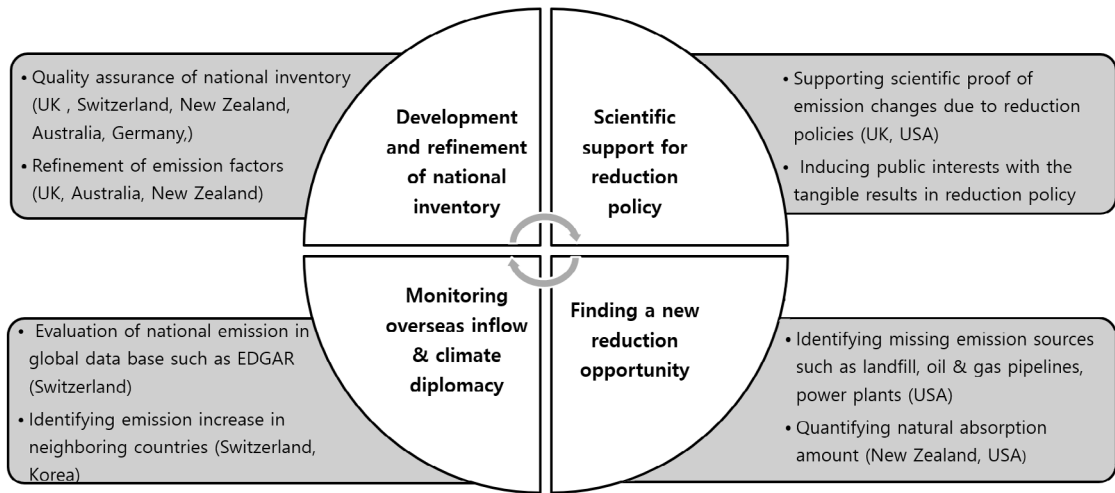 • Quality assurance of national inventory
(UK , Switzerland, New Zealand,
Australia, Germany,)
• Refinement of emission factors
(UK, Australia, New Zealand)
Development
and refinement
of national
inventory
Scientific
support for
reduction
policy
• Supporting scientific proof of
emission changes due to reduction
policies (UK, USA)
• Inducing public interests with the
tangible results in reduction policy
• Evaluation of national emission in
global data base such as EDGAR
(Switzerland)
• Identifying emission increase in
neighboring countries (Switzerland,
Korea)
Monitoring
overseas inflow
& climate
diplomacy
Finding a new
reduction
opportunity
• Identifying missing emission sources
such as landfill, oil & gas pipelines,
power plants (USA)
• Quantifying natural absorption
amount (New Zealand, USA)